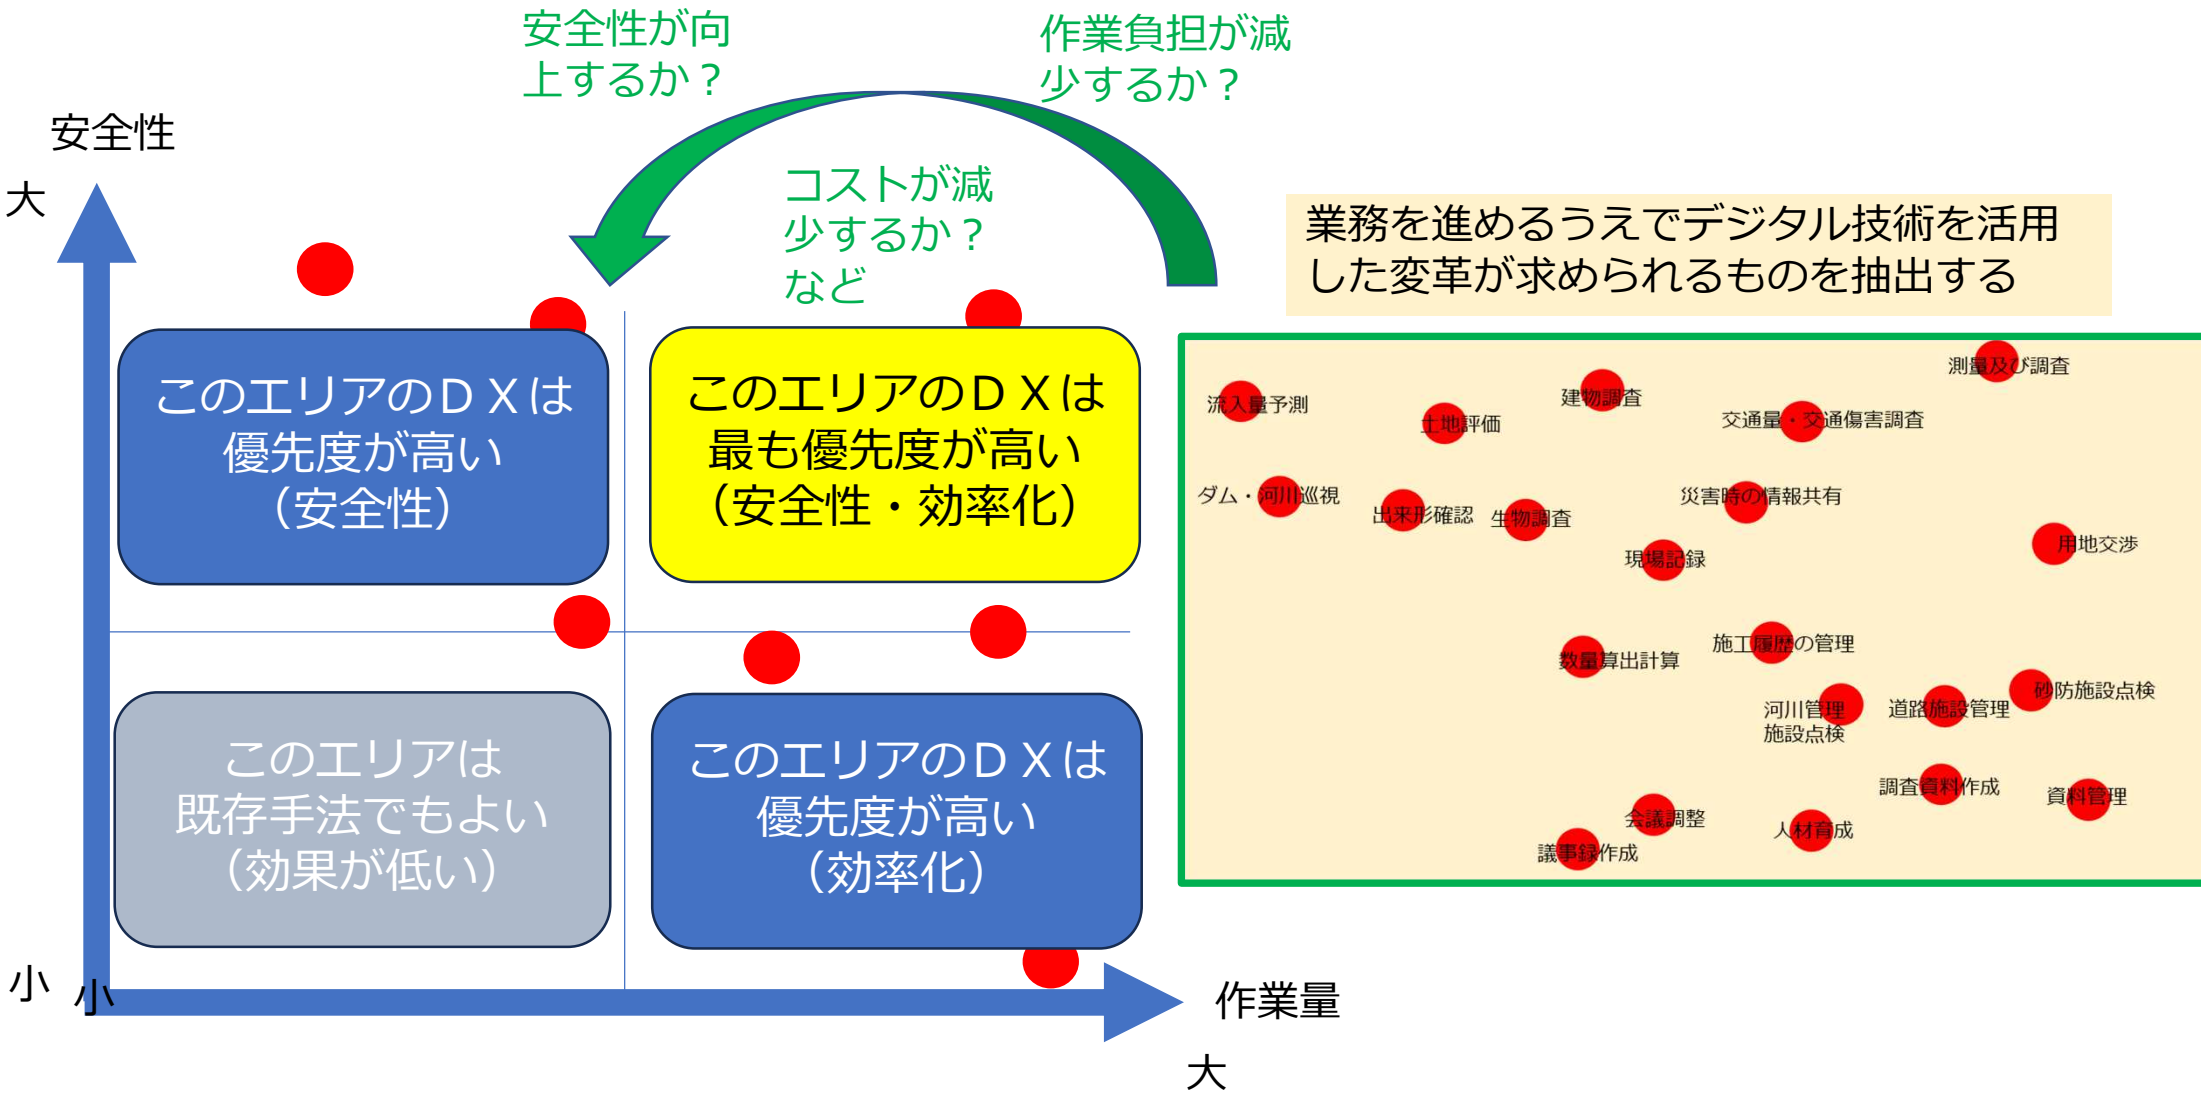 安全性が向
上するか？
作業負担が減
少するか？
コストが減
少するか？
など
安全性
大
業務を進めるうえでデジタル技術を活用
した変革が求められるものを抽出する
このエリアのＤＸは
優先度が高い
（安全性）
このエリアのＤＸは
最も優先度が高い
（安全性・効率化）
このエリアは
既存手法でもよい
（効果が低い）
このエリアのＤＸは
優先度が高い
（効率化）
小
小
作業量
大
測量及び調査
流入量予測
土地評価
建物調査
交通量・交通傷害調査
ダム・河川巡視
出来形確認
生物調査
災害時の情報共有
現場記録
用地交渉
数量算出計算
施工履歴の管理
河川管理
施設点検
道路施設管理
砂防施設点検
調査資料作成
資料管理
会議調整
人材育成
議事録作成